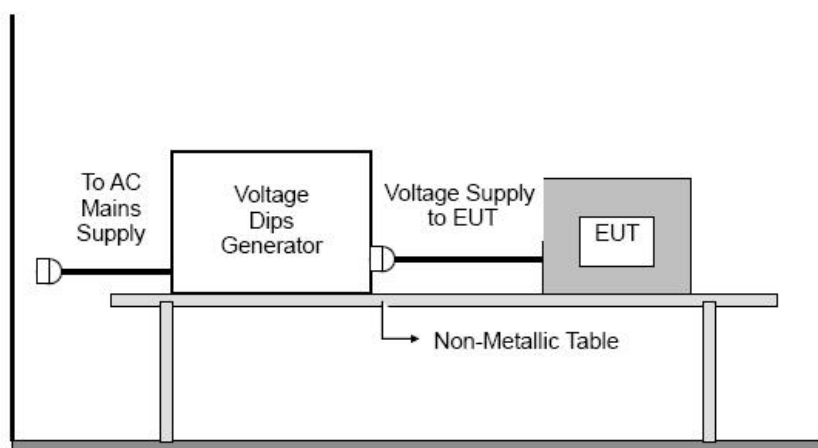 To AC
Mains
Supply
Voltage
Dips
Generator
Voltage Supply
to EUT
EUT
Non-Metallic Table